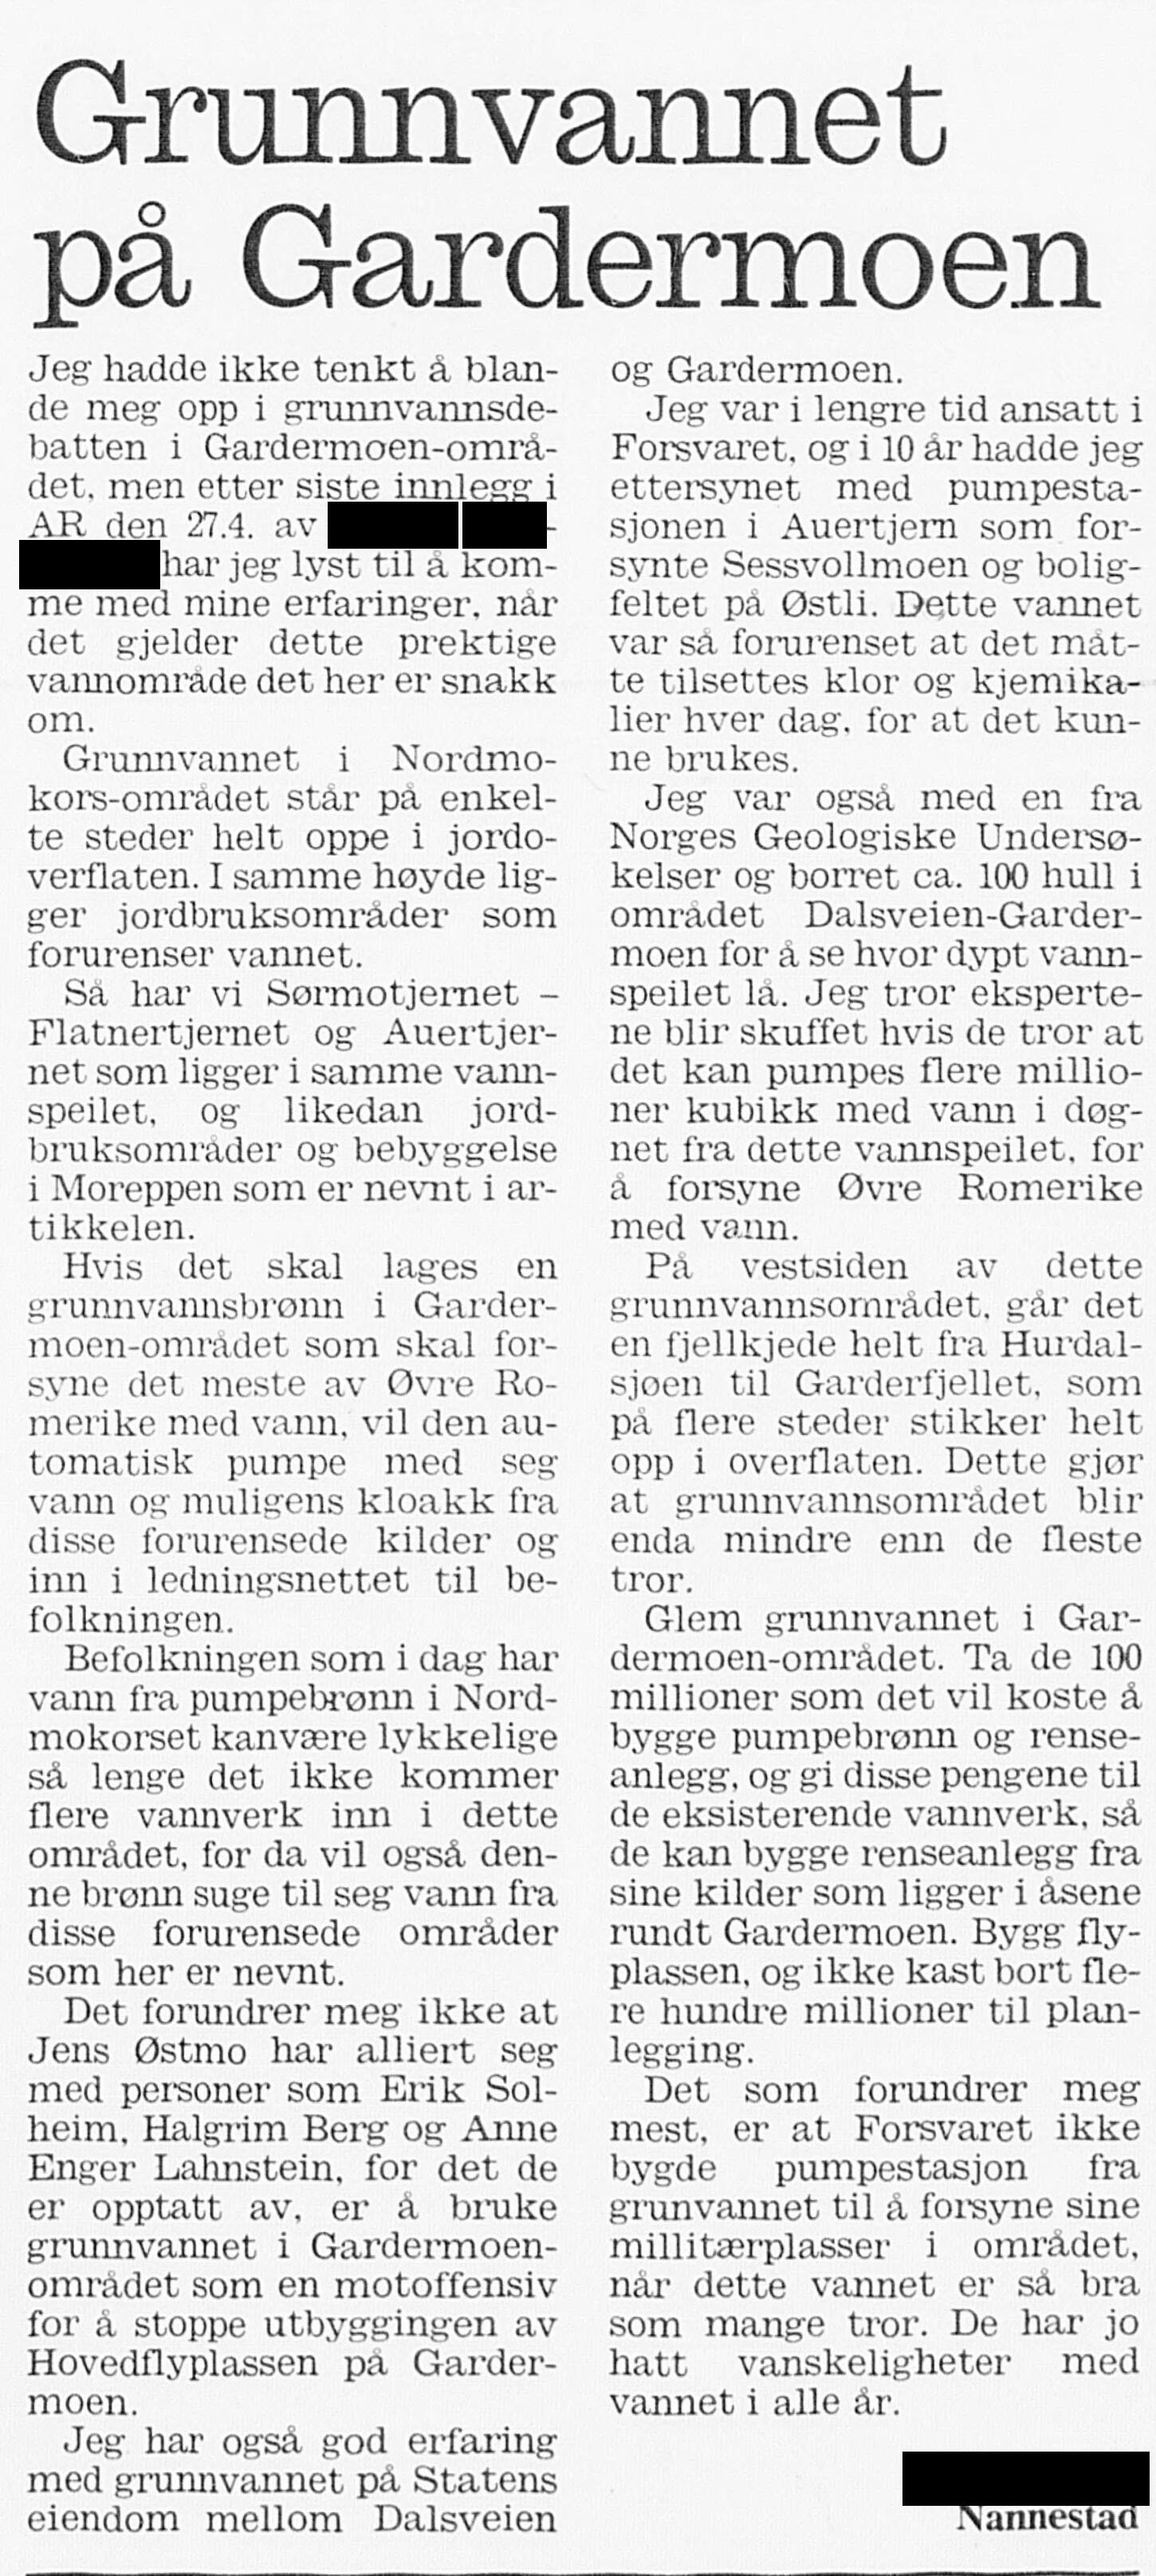 Grunnvannet
på Gardermoen
Jeg hadde ikke tenkt å blan-
de meg opp i grunnvannsde-
batten i Gardermoen-områ-
det, men etter siste innlegg i
AR den 27.4. av
har jeg lyst til å kom-
me med mine erfaringer, når
det gjelder dette prektige
vannområde det her er snakk
om.
Grunnvannet i Nordmo-
kors-området står på enkel-
te steder helt oppe i jordo-
verflaten. I samme høyde lig-
ger jordbruksområder som
forurenser vannet.
Så har vi Sørmotjernet –
Flatnertjernet og Auertjer-
net som ligger i samme vann-
speilet, og likedan jord-
bruksområder og bebyggelse
i Moreppen som er nevnt i ar-
tikkelen.
Hvis det skal lages en
grunnvannsbrønn i Garder-
moen-området som skal for-
syne det meste av Øvre Ro-
merike med vann, vil den au-
tomatisk pumpe med seg
vann og muligens kloakk fra
disse forurensede kilder og
inn i ledningsnettet til be-
folkningen.
Befolkningen som i dag har
vann fra pumpebrønn i Nord-
mokorset kanvære lykkelige
så lenge det ikke kommer
flere vannverk inn i dette
området, for da vil også den-
ne brønn suge til seg vann fra
disse forurensede områder
som her er nevnt.
Det forundrer meg ikke at
Jens Østmo har alliert seg
med personer som Erik Sol-
heim, Halgrim Berg og Anne
Enger Lahnstein, for det de
er opptatt av, er å bruke
grunnvannet i Gardermoen-
området som en motoffensiv
for å stoppe utbyggingen av
Hovedflyplassen på Garder-
moen.
Jeg har også god erfaring
med grunnvannet på Statens
eiendom mellom Dalsveien
og Gardermoen.
Jeg var i lengre tid ansatt i
Forsvaret, og i 10 år hadde jeg
ettersynet med pumpesta-
sjonen i Auertjern som for-
synte Sessvollmoen og bolig-
feltet på Østli. Dette vannet
var så forurenset at det måt-
te tilsettes klor og kjemika-
lier hver dag, for at det kun-
ne brukes.
Jeg var også med en fra
Norges Geologiske Undersø-
kelser og borret ca. 100 hull i
området Dalsveien-Garder-
moen for å se hvor dypt vann-
speilet lå. Jeg tror eksperte-
ne blir skuffet hvis de tror at
det kan pumpes flere millio-
ner kubikk med vann i døg-
net fra dette vannspeilet, for
å forsyne Øvre Romerike
med vann.
På vestsiden av dette
grunnvannsområdet, går det
en fjellkjede helt fra Hurdal-
sjøen til Garderfjellet, som
på flere steder stikker helt
opp i overflaten. Dette gjør
at grunnvannsområdet blir
enda mindre enn de fleste
tror.
Glem grunnvannet i Gar-
dermoen-området. Ta de 100
millioner som det vil koste å
bygge pumpebrønn og rense-
anlegg, og gi disse pengene til
de eksisterende vannverk, så
de kan bygge renseanlegg fra
sine kilder som ligger i åsene
rundt Gardermoen. Bygg fly-
plassen, og ikke kast bort fle-
re hundre millioner til plan-
legging.
Det som forundrer meg
mest, er at Forsvaret ikke
bygde pumpestasjon fra
grunvannet til å forsyne sine
millitærplasser i området,
når dette vannet er så bra
som mange tror. De har jo
hatt vanskeligheter med
vannet i alle år.
Nannestad